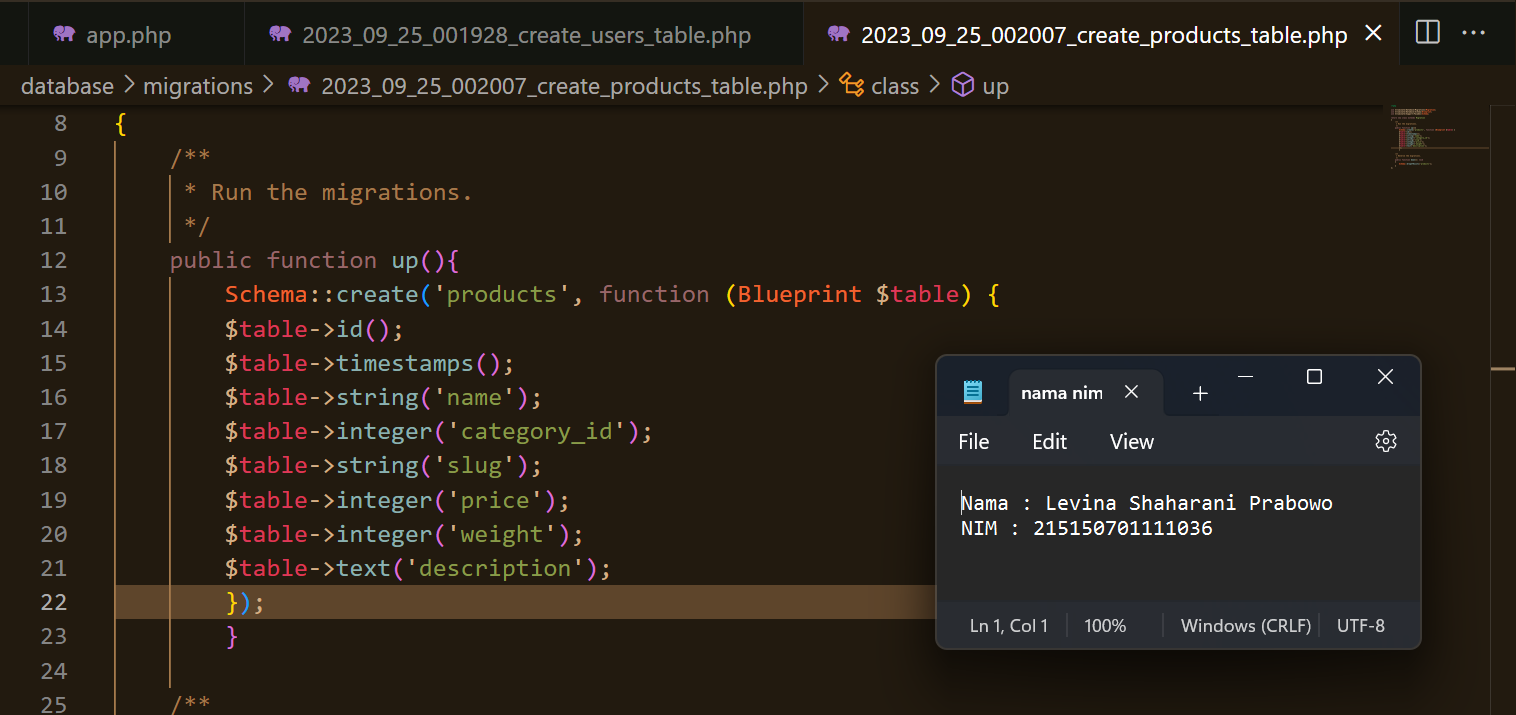 app.php 2023_09_25_001928_create_users_table.php 2023_09_25_002007_create_products_table.php
database > migrations > 2023_09_25_002007_create_products_table.php > class > up
8 {
9 /**
10 * Run the migrations.
11 */
12 public function up(){
13 Schema::create('products', function (Blueprint $table) {
14 $table->id();
15 $table->timestamps();
16 $table->string('name');
17 $table->integer('category_id');
18 $table->string('slug');
19 $table->integer('price');
20 $table->integer('weight');
21 $table->text('description');
22 });
23 }
24
25 /**
nama nim
File Edit View
Nama : Levina Shaharani Prabowo
NIM : 215150701111036
Ln 1, Col 1 100% Windows (CRLF) UTF-8